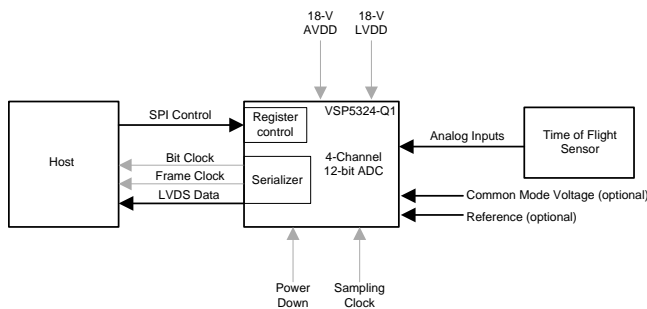 18-V
AVDD
18-V
LVDD
VSP5324-Q1
SPI Control
Register
control
Host
Bit Clock
Frame Clock
LVDS Data
Serializer
4-Channel
12-bit ADC
Analog Inputs
Time of Flight
Sensor
Common Mode Voltage (optional)
Reference (optional)
Power
Down
Sampling
Clock